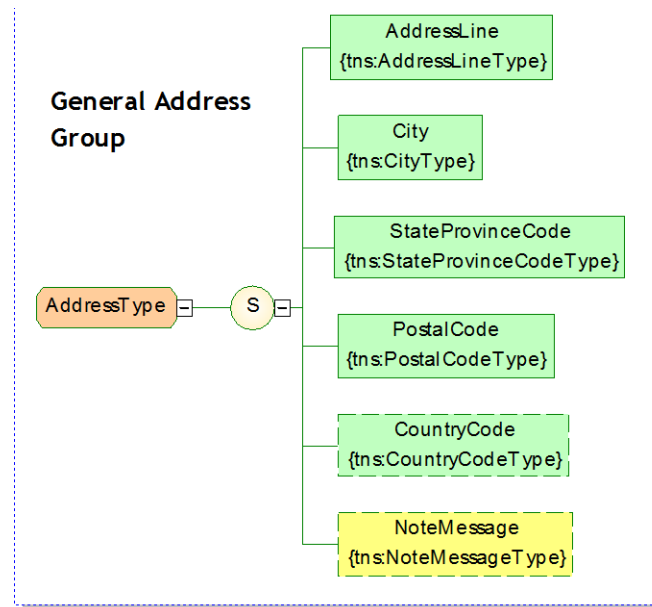 General Address
Group
AddressType
S
AddressLine
{tns:AddressLineType}
City
{tns:CityType}
StateProvinceCode
{tns:StateProvinceCodeType}
PostalCode
{tns:PostalCodeType}
CountryCode
{tns:CountryCodeType}
NoteMessage
{tns:NoteMessageType}